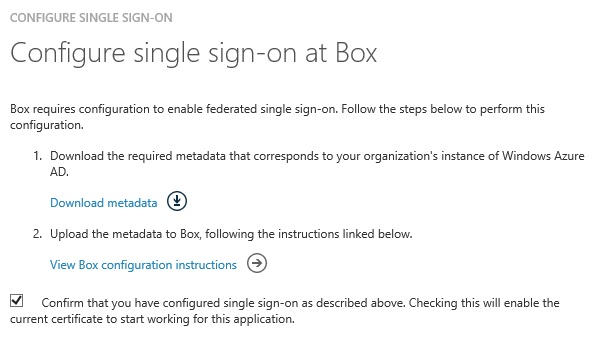 CONFIGURE SINGLE SIGN-ON
Configure single sign-on at Box
Box requires configuration to enable federated single sign-on. Follow the steps below to perform this
configuration.
1. Download the required metadata that corresponds to your organization's instance of Windows Azure
AD.
Download metadata
2. Upload the metadata to Box, following the instructions linked below.
View Box configuration instructions
Confirm that you have configured single sign-on as described above. Checking this will enable the
current certificate to start working for this application.